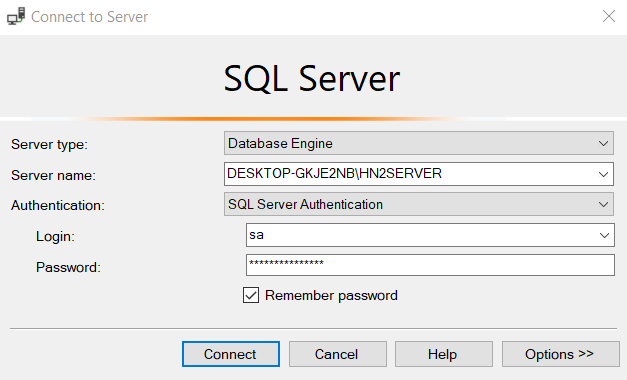 Connect to Server
SQL Server
Server type: Database Engine
Server name: DESKTOP-GKJE2NB\HN2SERVER
Authentication: SQL Server Authentication
Login: sa
Password: ***************
Remember password
Connect Cancel Help Options >>